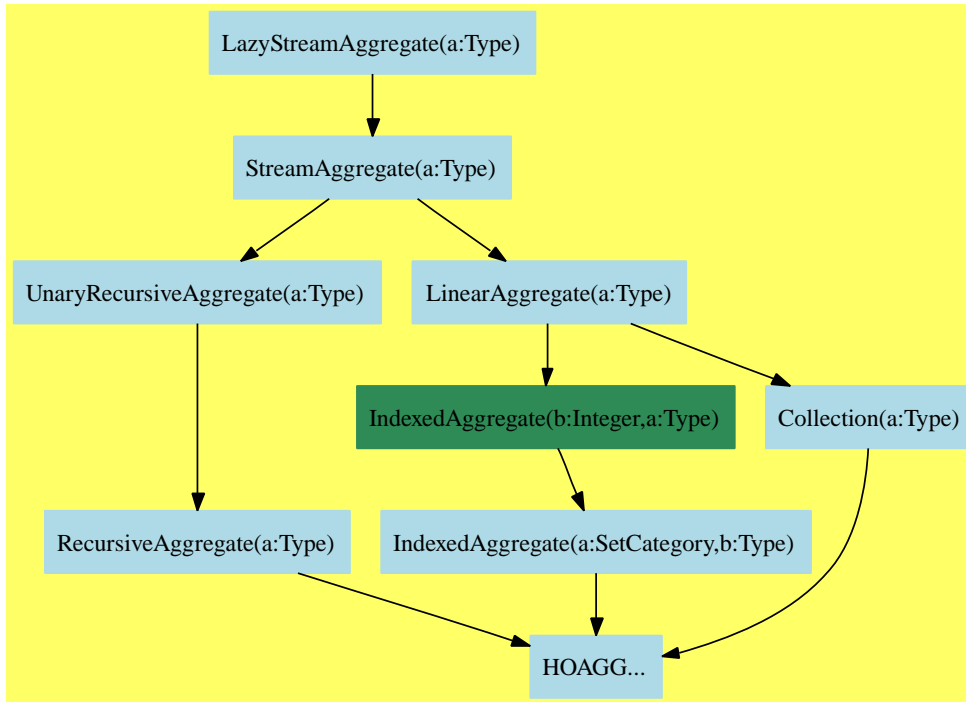 LazyStreamAggregate(a:Type)
StreamAggregate(a:Type)
UnaryRecursiveAggregate(a:Type)
LinearAggregate(a:Type)
IndexedAggregate(b:Integer,a:Type)
Collection(a:Type)
RecursiveAggregate(a:Type)
IndexedAggregate(a:SetCategory,b:Type)
HOAGG...